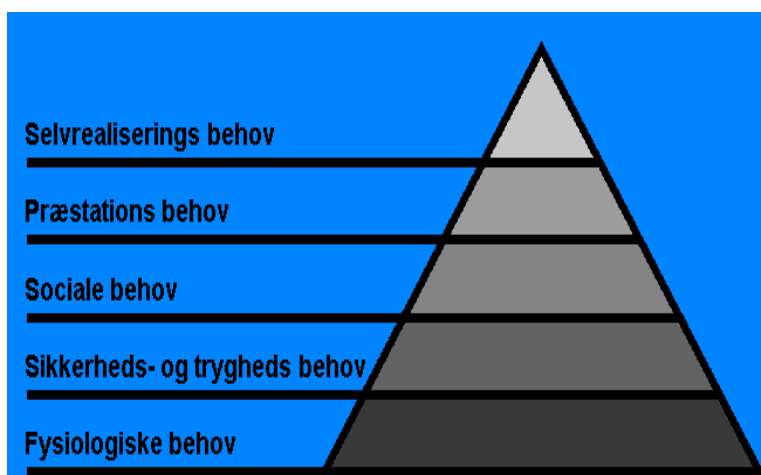 Selvrealiserings behov
Præstations behov
Sociale behov
Sikkerheds- og trygheds behov
Fysiologiske behov